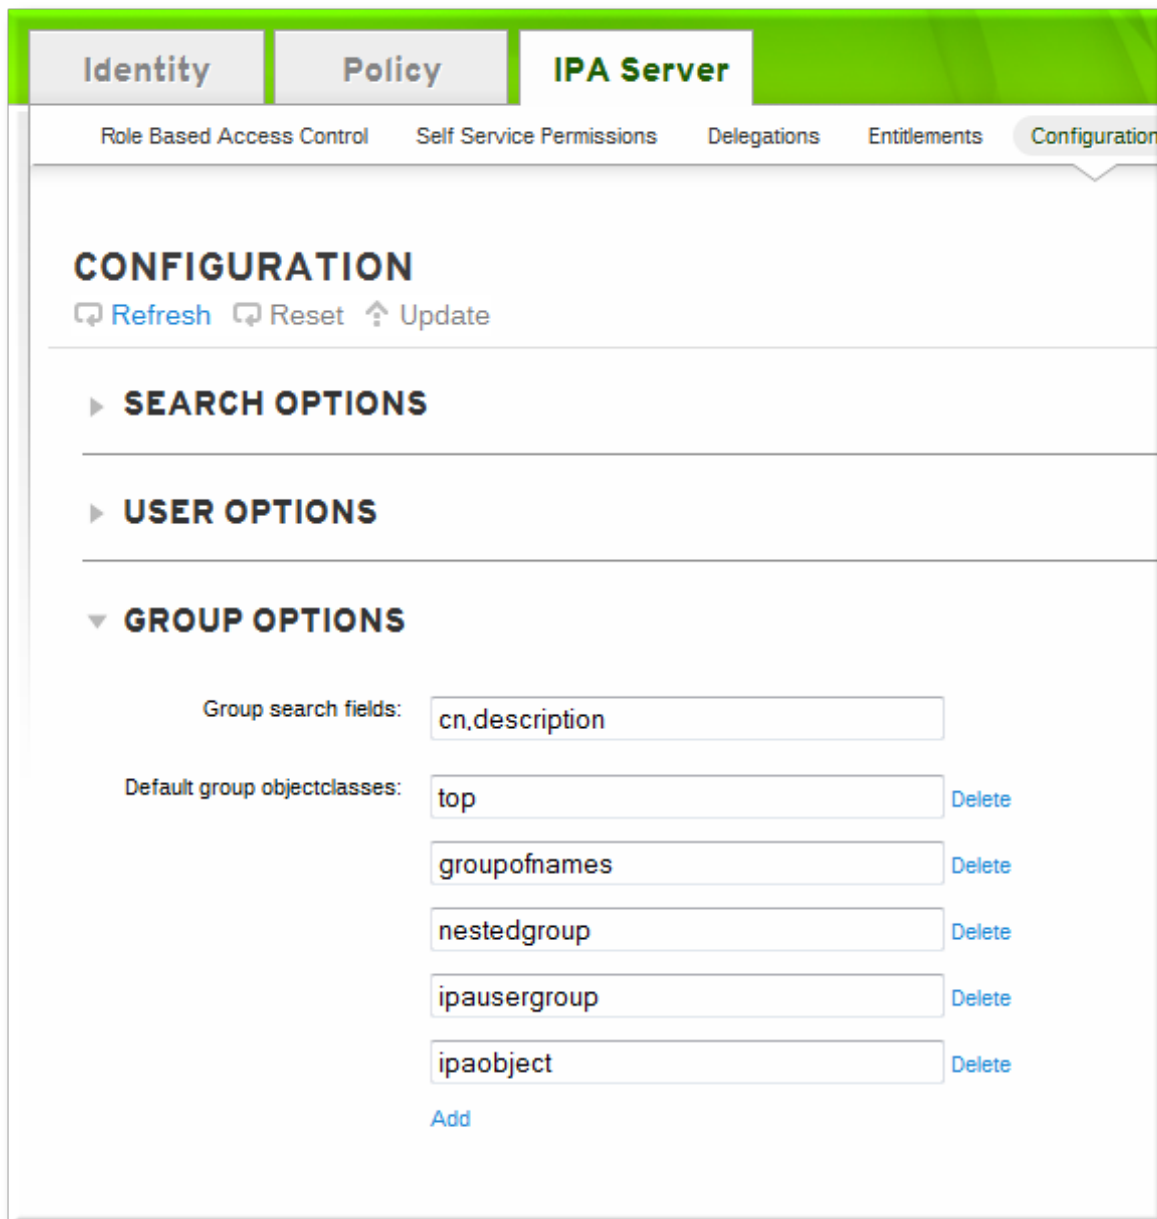 Identity Policy IPA Server
Role Based Access Control Self Service Permissions Delegations Entitlements Configuration
CONFIGURATION
Refresh Reset Update
SEARCH OPTIONS
USER OPTIONS
GROUP OPTIONS
Group search fields: cn,description
Default group objectclasses: top Delete
groupofnames Delete
nestedgroup Delete
ipausergroup Delete
ipaobject Delete
Add